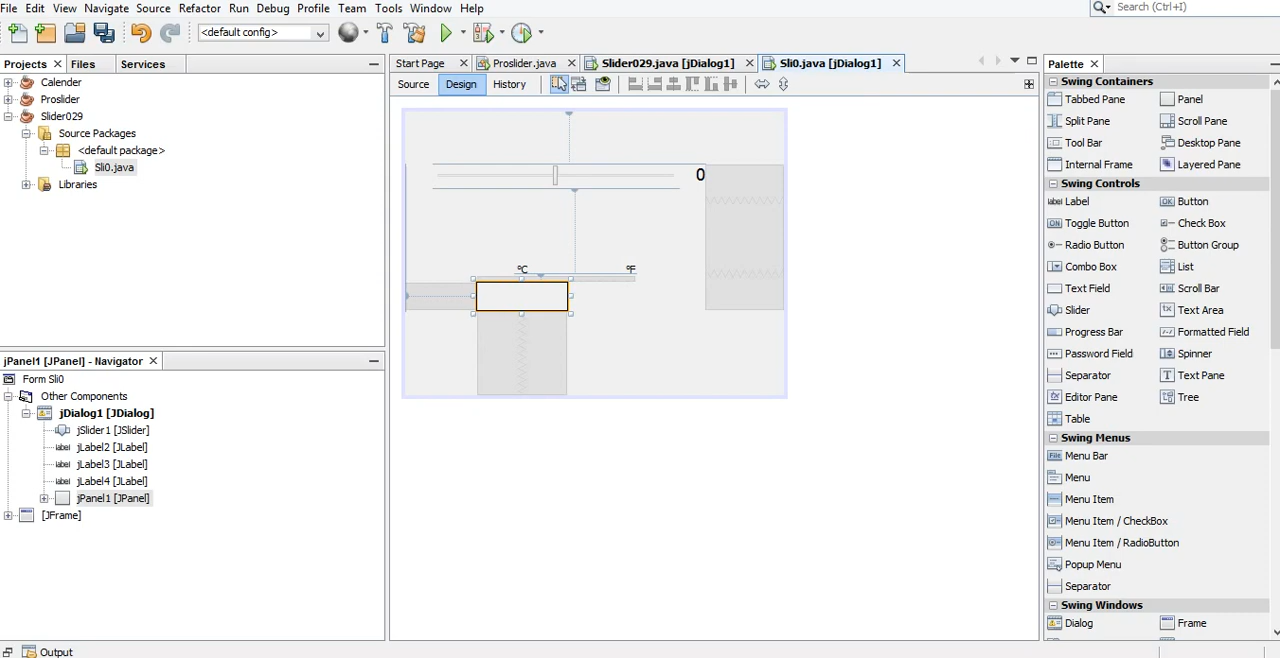 File Edit View Navigate Source Refactor Run Debug Profile Team Tools Window Help
Search (Ctrl+I)
<default config>
Projects Files Services
Start Page Proslider.java Slider029.java [jDialog1] Sli0.java [jDialog1]
Palette
Source Design History
Calender
Proslider
Slider029
Source Packages
<default package>
Sli0.java
Libraries
jPanel1 [JPanel] - Navigator
Form Sli0
Other Components
jDialog1 [JDialog]
jSlider1 [JSlider]
jLabel2 [JLabel]
jLabel3 [JLabel]
jLabel4 [JLabel]
jPanel1 [JPanel]
[JFrame]
0
°C °F
Swing Containers
Tabbed Pane Panel
Split Pane Scroll Pane
Tool Bar Desktop Pane
Internal Frame Layered Pane
Swing Controls
label Label OK Button
ON Toggle Button Check Box
Radio Button Button Group
Combo Box List
Text Field Scroll Bar
Slider tx Text Area
Progress Bar Formatted Field
Password Field Spinner
Separator T Text Pane
Editor Pane Tree
Table
Swing Menus
File Menu Bar
Menu
Menu Item
Menu Item / CheckBox
Menu Item / RadioButton
Popup Menu
Separator
Swing Windows
Dialog Frame
Output